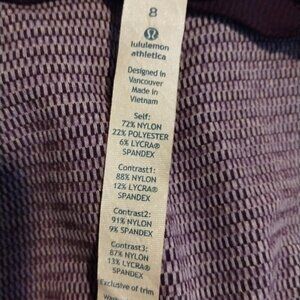 8
lululemon
athletica
Designed in
Vancouver
Made in
Vietnam
Self:
72% NYLON
22% POLYESTER
6% LYCRA®
SPANDEX
Contrast1:
88% NYLON
12% LYCRA®
SPANDEX
Contrast2:
91% NYLON
9% SPANDEX
Contrast3:
87% NYLON
13% LYCRA®
SPANDEX
Exclusive of trim